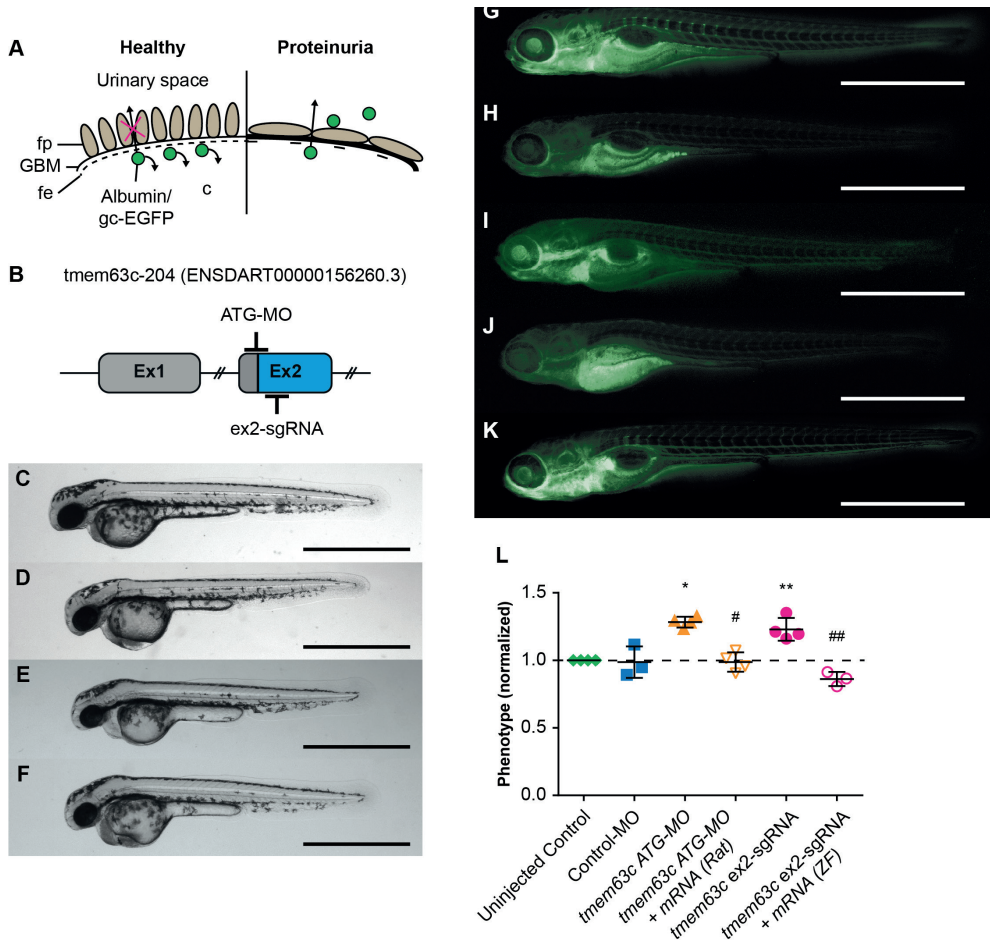 A
Healthy
Proteinuria
Urinary space
fp
GBM
fe
Albumin/
gc-EGFP
c
B
tmem63c-204 (ENSDART00000156260.3)
ATG-MO
Ex1
Ex2
ex2-sgRNA
C
D
E
F
G
H
I
J
K
L
Phenotype (normalized)
1.5
1.0
0.5
0.0
*
#
**
##
Uninjected Control
Control-MO
tmem63c ATG-MO
tmem63c ATG-MO
+ mRNA (Rat)
tmem63c ex2-sgRNA
tmem63c ex2-sgRNA
+ mRNA (ZF)